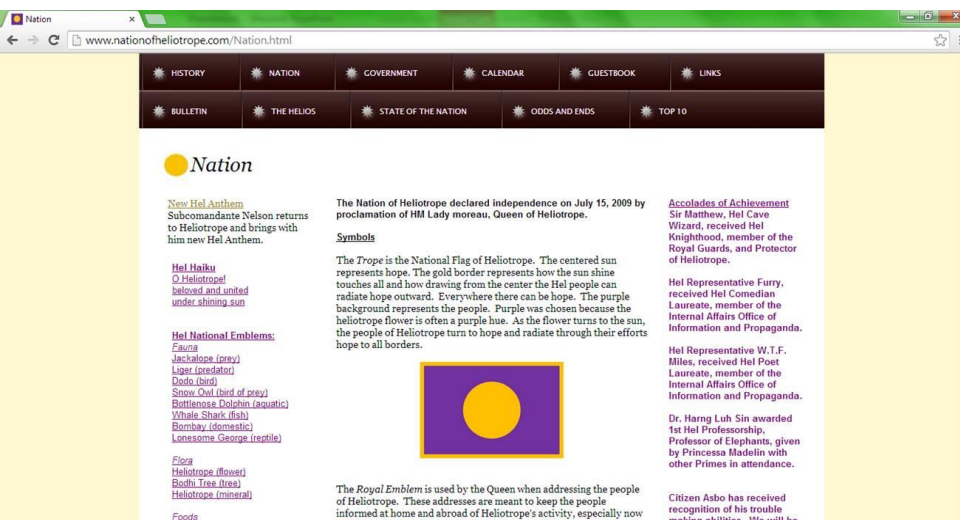 Nation
www.nationofheliotrope.com/Nation.html
HISTORY NATION GOVERNMENT CALENDAR GUESTBOOK LINKS
BULLETIN THE HELIOS STATE OF THE NATION ODDS AND ENDS TOP 10
Nation
New Hel Anthem
Subcomandante Nelson returns
to Heliotrope and brings with
him new Hel Anthem.
Hel Haiku
O Heliotrope!
beloved and united
under shining sun
Hel National Emblems:
Fauna
Jackalope (prey)
Liger (predator)
Dodo (bird)
Snow Owl (bird of prey)
Bottlenose Dolphin (aquatic)
Whale Shark (fish)
Bombay (domestic)
Lonesome George (reptile)
Flora
Heliotrope (flower)
Bodhi Tree (tree)
Heliotrope (mineral)
Foods
The Nation of Heliotrope declared independence on July 15, 2009 by
proclamation of HM Lady moreau, Queen of Heliotrope.
Symbols
The Trope is the National Flag of Heliotrope. The centered sun
represents hope. The gold border represents how the sun shine
touches all and how drawing from the center the Hel people can
radiate hope outward. Everywhere there can be hope. The purple
background represents the people. Purple was chosen because the
heliotrope flower is often a purple hue. As the flower turns to the sun,
the people of Heliotrope turn to hope and radiate through their efforts
hope to all borders.
The Royal Emblem is used by the Queen when addressing the people
of Heliotrope. These addresses are meant to keep the people
informed at home and abroad of Heliotrope's activity, especially now
Accolades of Achievement
Sir Matthew, Hel Cave
Wizard, received Hel
Knighthood, member of the
Royal Guards, and Protector
of Heliotrope.
Hel Representative Furry,
received Hel Comedian
Laureate, member of the
Internal Affairs Office of
Information and Propaganda.
Hel Representative W.T.F.
Miles, received Hel Poet
Laureate, member of the
Internal Affairs Office of
Information and Propaganda.
Dr. Harng Luh Sin awarded
1st Hel Professorship,
Professor of Elephants, given
by Princessa Madelin with
other Primes in attendance.
Citizen Asbo has received
recognition of his trouble
making abilities. We will be